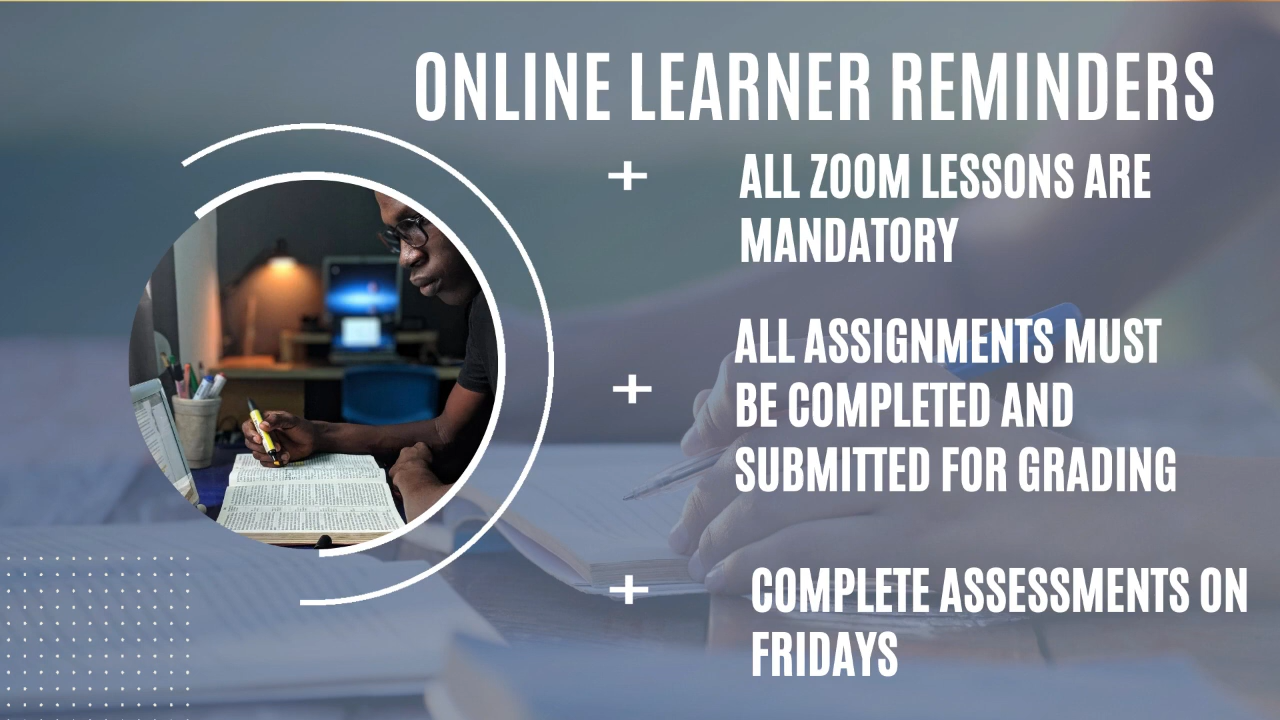 ONLINE LEARNER REMINDERS
+ ALL ZOOM LESSONS ARE
MANDATORY
+ ALL ASSIGNMENTS MUST
BE COMPLETED AND
SUBMITTED FOR GRADING
+ COMPLETE ASSESSMENTS ON
FRIDAYS